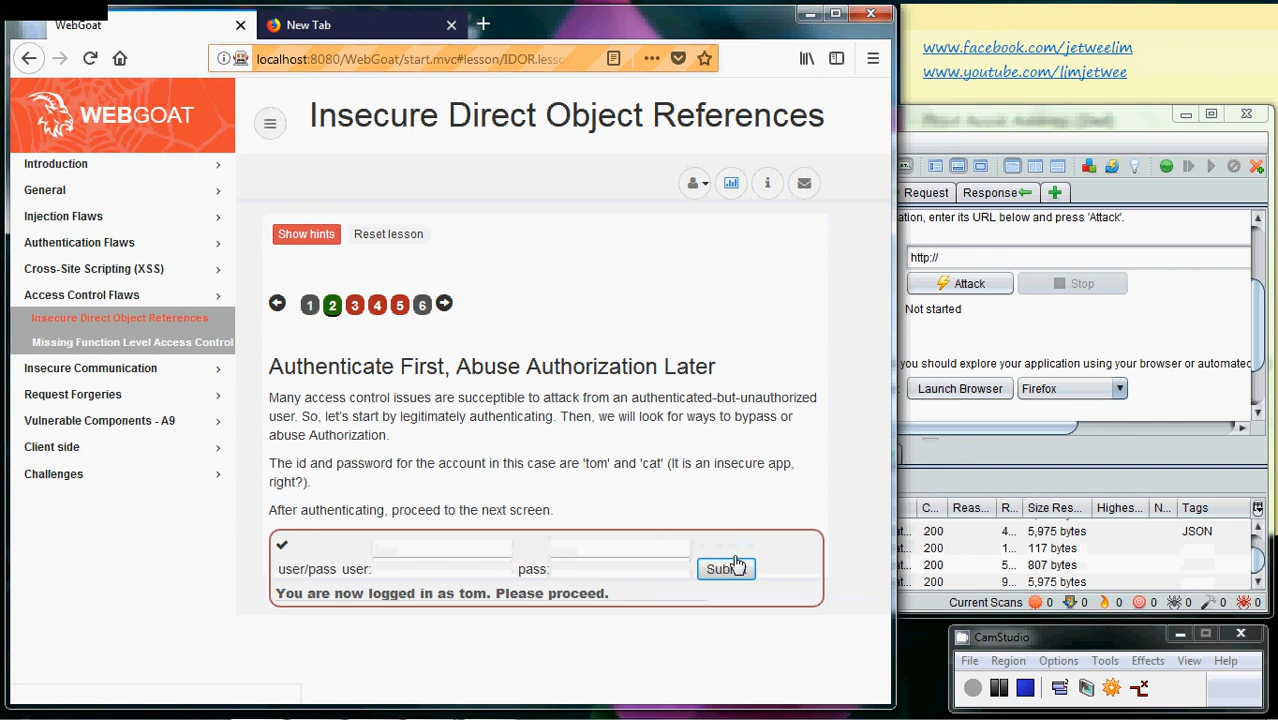 WebGoat
New Tab
localhost:8080/WebGoat/start.mvc#lesson/IDOR.lesso
www.facebook.com/jetweelim
www.youtube.com/limjetwee
WEBGOAT
Insecure Direct Object References
Introduction
General
Injection Flaws
Authentication Flaws
Cross-Site Scripting (XSS)
Access Control Flaws
Insecure Direct Object References
Missing Function Level Access Control
Insecure Communication
Request Forgeries
Vulnerable Components - A9
Client side
Challenges
Show hints
Reset lesson
1 2 3 4 5 6
Authenticate First, Abuse Authorization Later
Many access control issues are succeptible to attack from an authenticated-but-unauthorized
user. So, let's start by legitimately authenticating. Then, we will look for ways to bypass or
abuse Authorization.
The id and password for the account in this case are 'tom' and 'cat' (It is an insecure app,
right?).
After authenticating, proceed to the next screen.
user/pass user: pass: Submit
You are now logged in as tom. Please proceed.
Request Response
ation, enter its URL below and press 'Attack'.
http://
Attack Stop
Not started
you should explore your application using your browser or automated
Launch Browser Firefox
C... Reas... R... Size Res... Highes... N... Tags
200 4... 5,975 bytes JSON
200 1... 117 bytes
200 5... 807 bytes
200 9... 5,975 bytes
Current Scans 0 0 0 0 0 0 0
CamStudio
File Region Options Tools Effects View Help